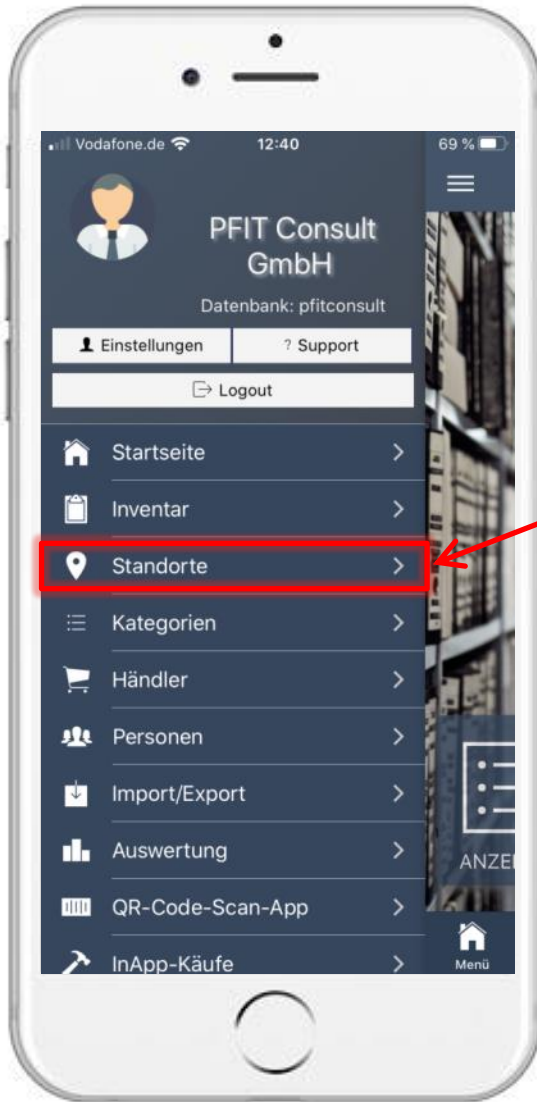 Vodafone.de 12:40 69 %
PFIT Consult
GmbH
Datenbank: pfitconsult
Einstellungen ? Support
Logout
Startseite
Inventar
Standorte
Kategorien
Händler
Personen
Import/Export
Auswertung
ANZEI
QR-Code-Scan-App
InApp-Käufe
Menü